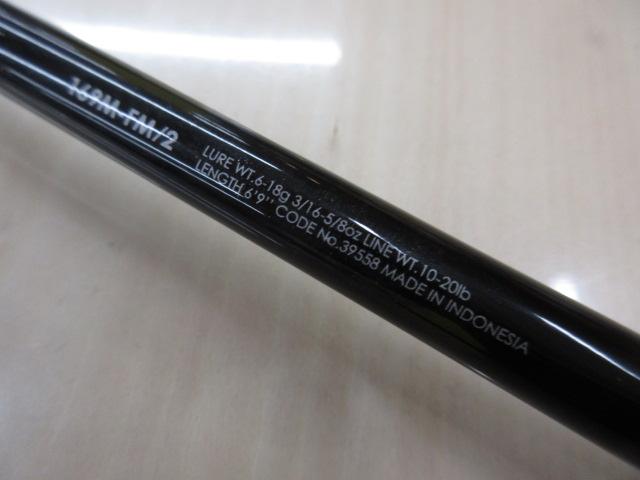 169M-FM/2
LURE WT.6-18g 3/16-5/8oz LINE WT.10-20lb
LENGTH 6'9'' CODE No.39558 MADE IN INDONESIA